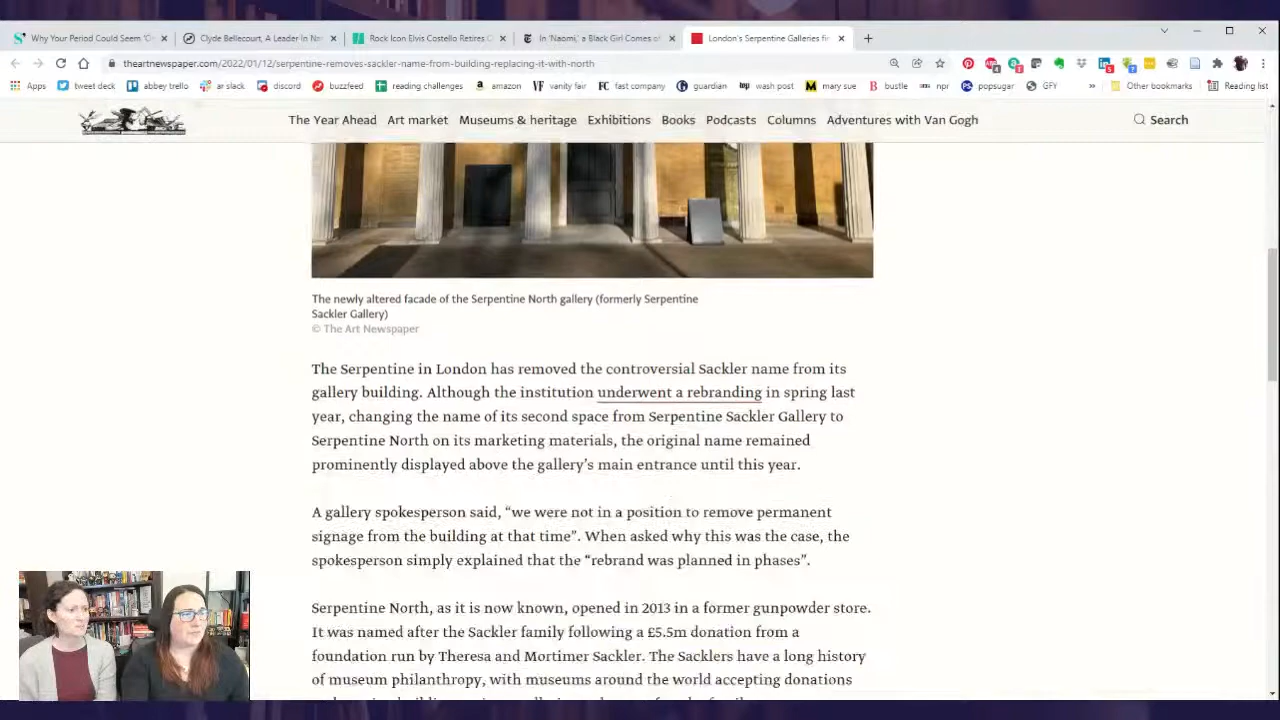 Why Your Period Could Seem
Clyde Bellecourt, A Leader In Na
Rock Icon Elvis Costello Retires
In 'Naomi,' a Black Girl Comes of
London's Serpentine Galleries fir
theartnewspaper.com/2022/01/12/serpentine-removes-sackler-name-from-building-replacing-it-with-north
Apps tweet deck abbey trello ar slack discord buzzfeed reading challenges amazon VF vanity fair FC fast company guardian wash post M mary sue B bustle npr popsugar GFY » Other bookmarks Reading list
The Year Ahead Art market Museums & heritage Exhibitions Books Podcasts Columns Adventures with Van Gogh Search
The newly altered facade of the Serpentine North gallery (formerly Serpentine
Sackler Gallery)
© The Art Newspaper
The Serpentine in London has removed the controversial Sackler name from its
gallery building. Although the institution underwent a rebranding in spring last
year, changing the name of its second space from Serpentine Sackler Gallery to
Serpentine North on its marketing materials, the original name remained
prominently displayed above the gallery's main entrance until this year.
A gallery spokesperson said, “we were not in a position to remove permanent
signage from the building at that time”. When asked why this was the case, the
spokesperson simply explained that the “rebrand was planned in phases”.
Serpentine North, as it is now known, opened in 2013 in a former gunpowder store.
It was named after the Sackler family following a £5.5m donation from a
foundation run by Theresa and Mortimer Sackler. The Sacklers have a long history
of museum philanthropy, with museums around the world accepting donations